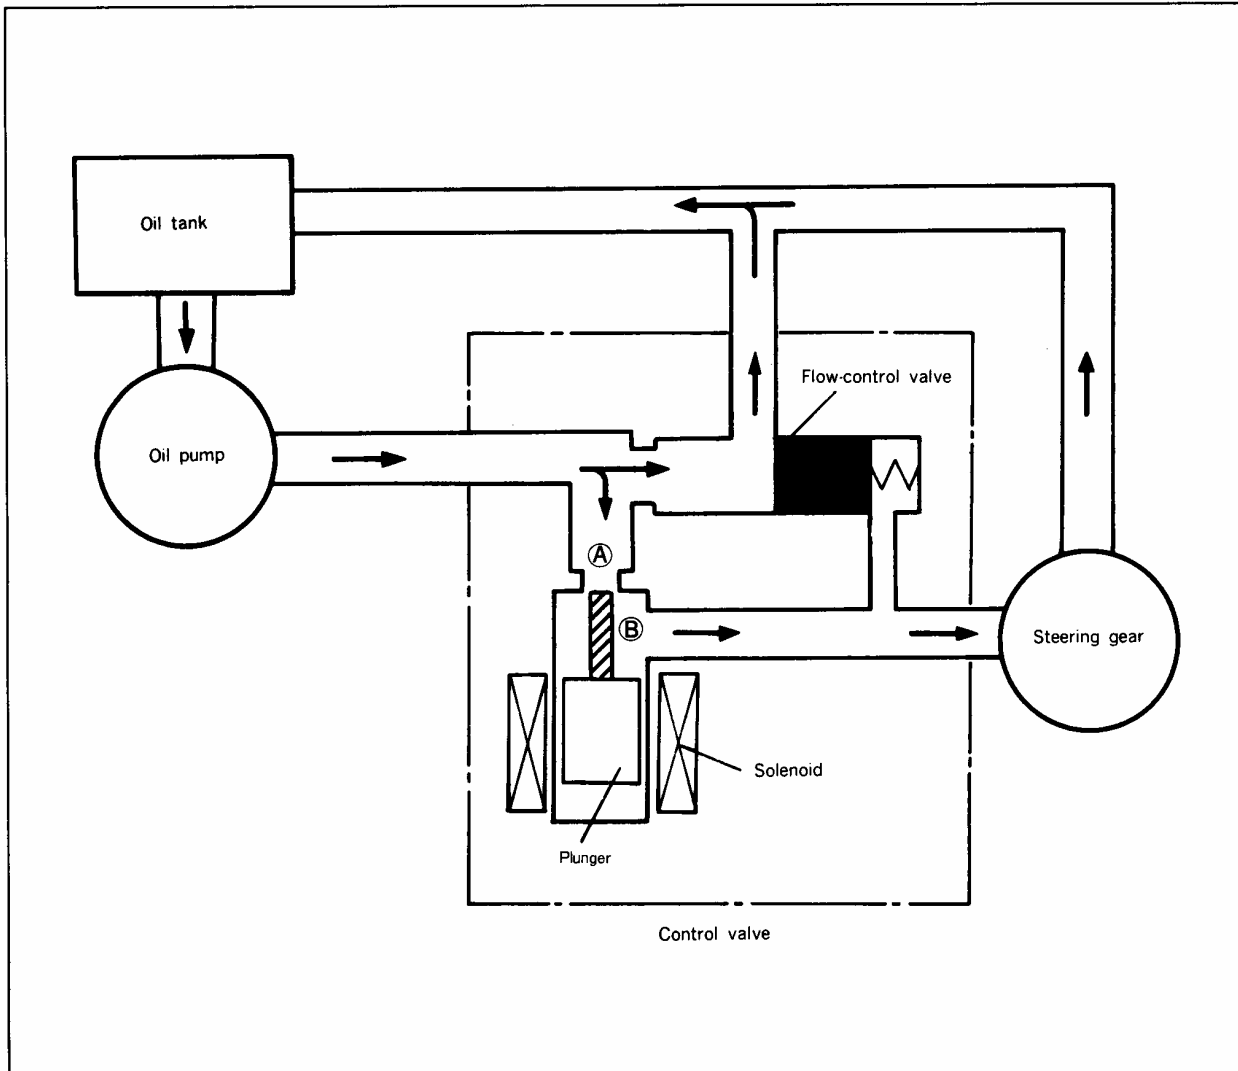 Oil tank
Flow-control valve
Oil pump
Ⓐ
Ⓑ
Steering gear
Solenoid
Plunger
Control valve